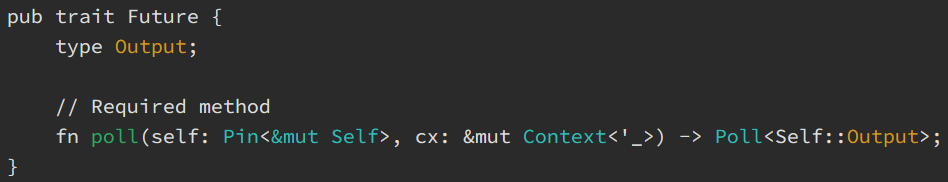 pub trait Future {
    type Output;

    // Required method
    fn poll(self: Pin<&mut Self>, cx: &mut Context<'_>) -> Poll<Self::Output>;
}